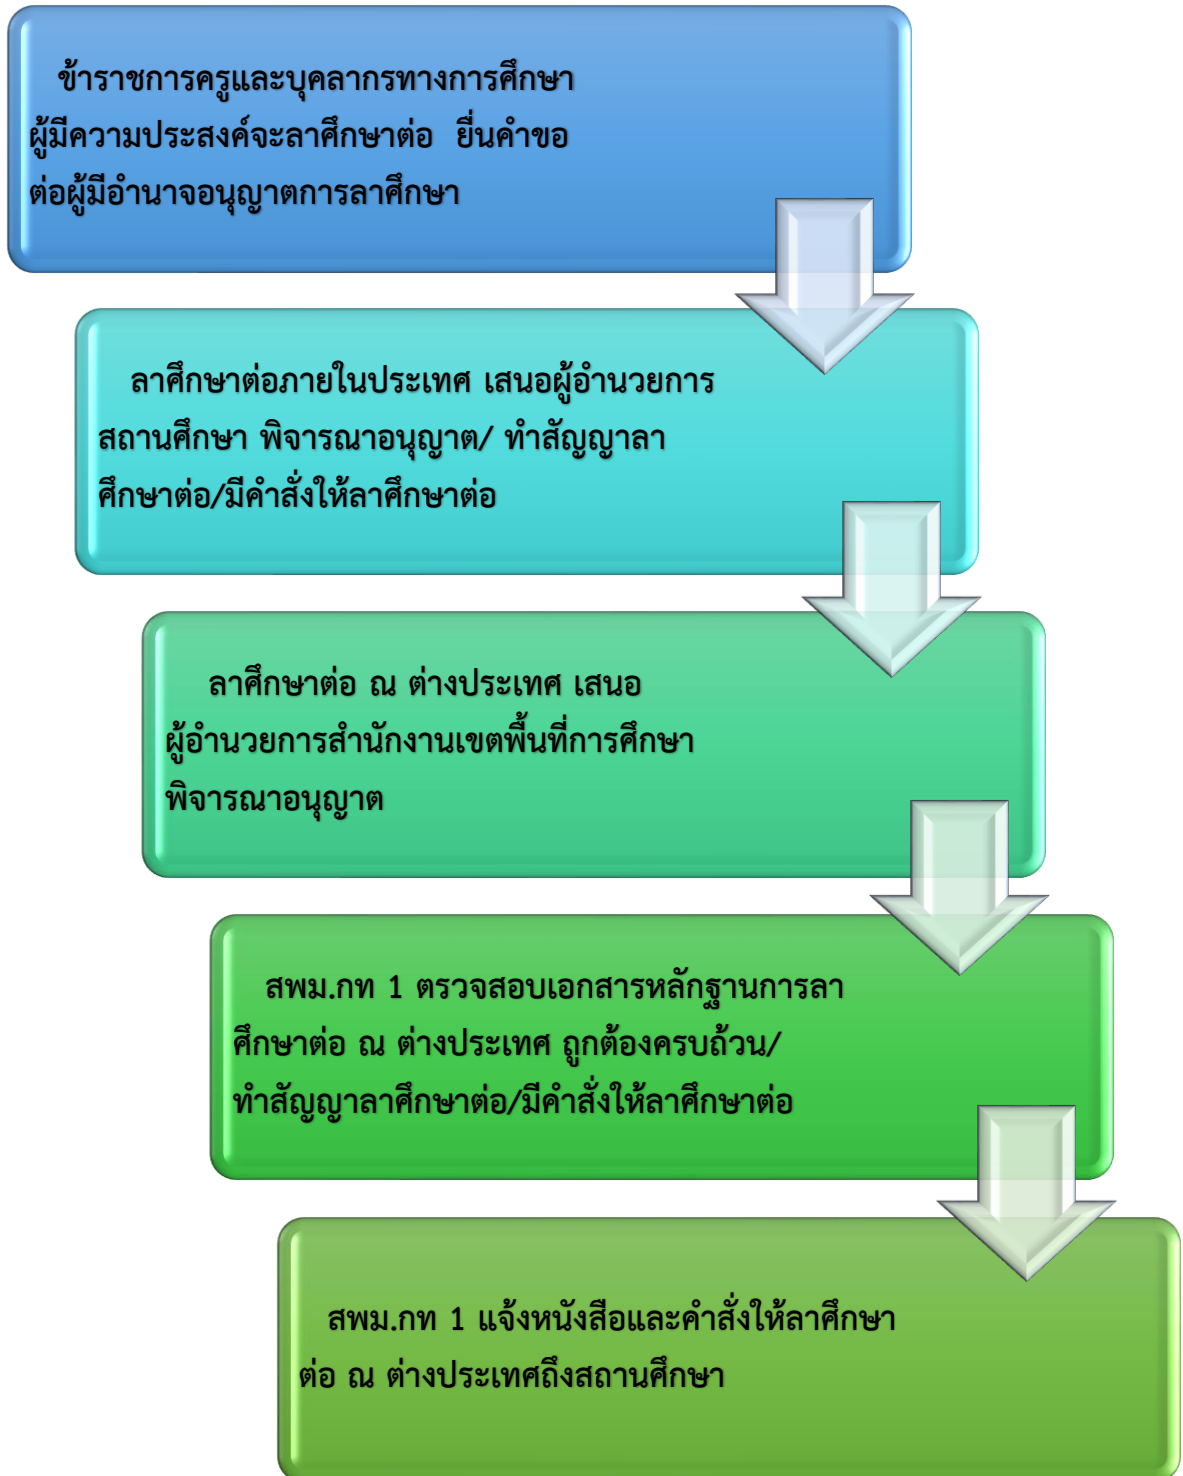 ข้าราชการครูและบุคลากรทางการศึกษา
ผู้มีความประสงค์จะลาศึกษาต่อ ยื่นคำขอ
ต่อผู้มีอำนาจอนุญาตการลาศึกษา
ลาศึกษาต่อภายในประเทศ เสนอผู้อำนวยการ
สถานศึกษา พิจารณาอนุญาต/ ทำสัญญาลา
ศึกษาต่อ/มีคำสั่งให้ลาศึกษาต่อ
ลาศึกษาต่อ ณ ต่างประเทศ เสนอ
ผู้อำนวยการสำนักงานเขตพื้นที่การศึกษา
พิจารณาอนุญาต
สพม.กท 1 ตรวจสอบเอกสารหลักฐานการลา
ศึกษาต่อ ณ ต่างประเทศ ถูกต้องครบถ้วน/
ทำสัญญาลาศึกษาต่อ/มีคำสั่งให้ลาศึกษาต่อ
สพม.กท 1 แจ้งหนังสือและคำสั่งให้ลาศึกษา
ต่อ ณ ต่างประเทศถึงสถานศึกษา